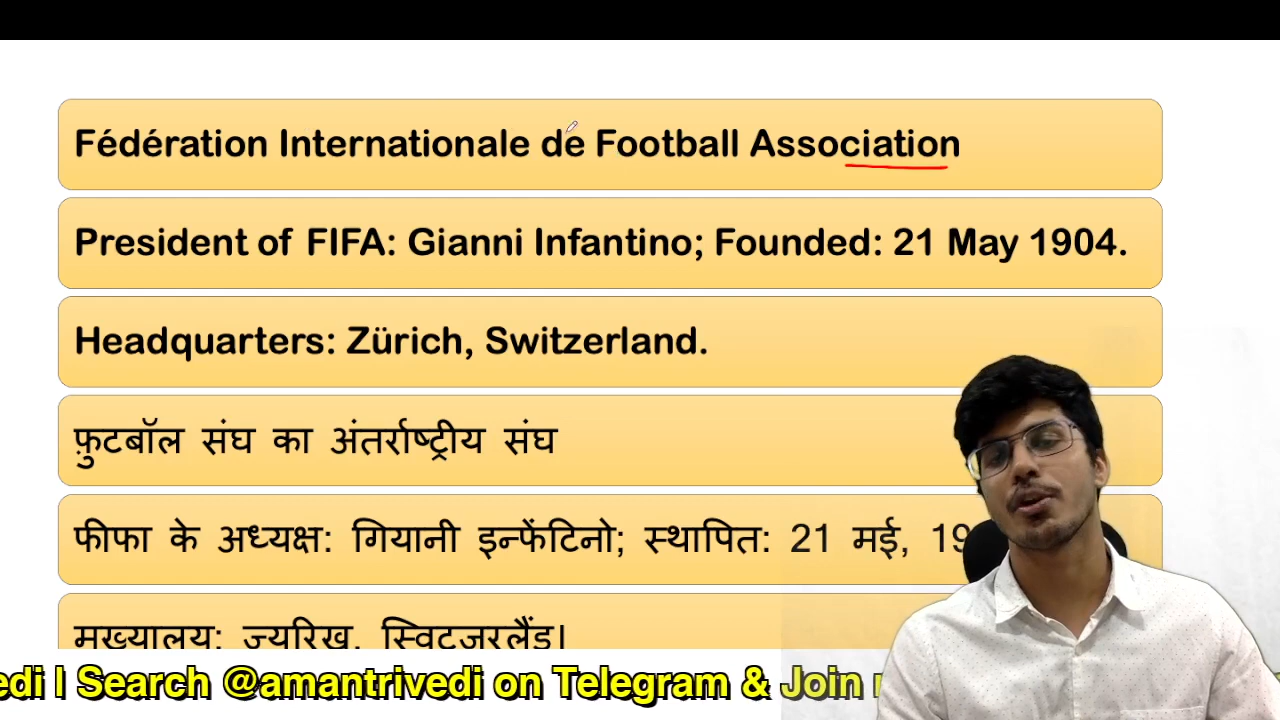 Fédération Internationale de Football Association
President of FIFA: Gianni Infantino; Founded: 21 May 1904.
Headquarters: Zürich, Switzerland.
फ़ुटबॉल संघ का अंतर्राष्ट्रीय संघ
फीफा के अध्यक्ष: गियानी इन्फेंटिनो; स्थापित: 21 मई,
मुख्यालय: ज्यूरिख, स्विट्जरलैंड।
Search @amantrivedi on Telegram & Join